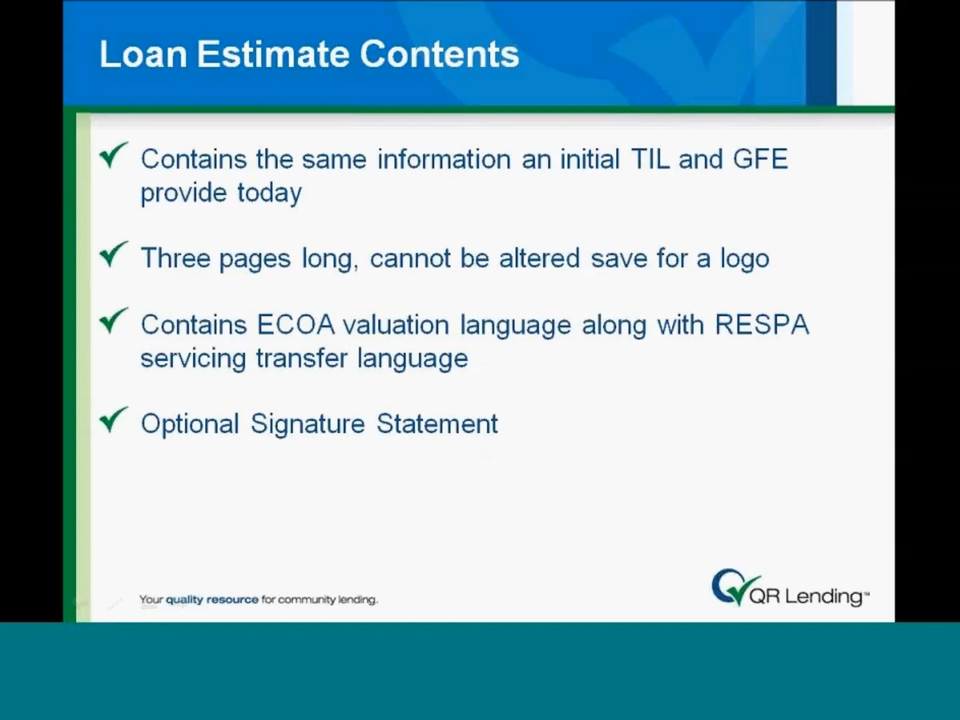 Loan Estimate Contents
Contains the same information an initial TIL and GFE
provide today
Three pages long, cannot be altered save for a logo
Contains ECOA valuation language along with RESPA
servicing transfer language
Optional Signature Statement
Your quality resource for community lending.
QR Lending™